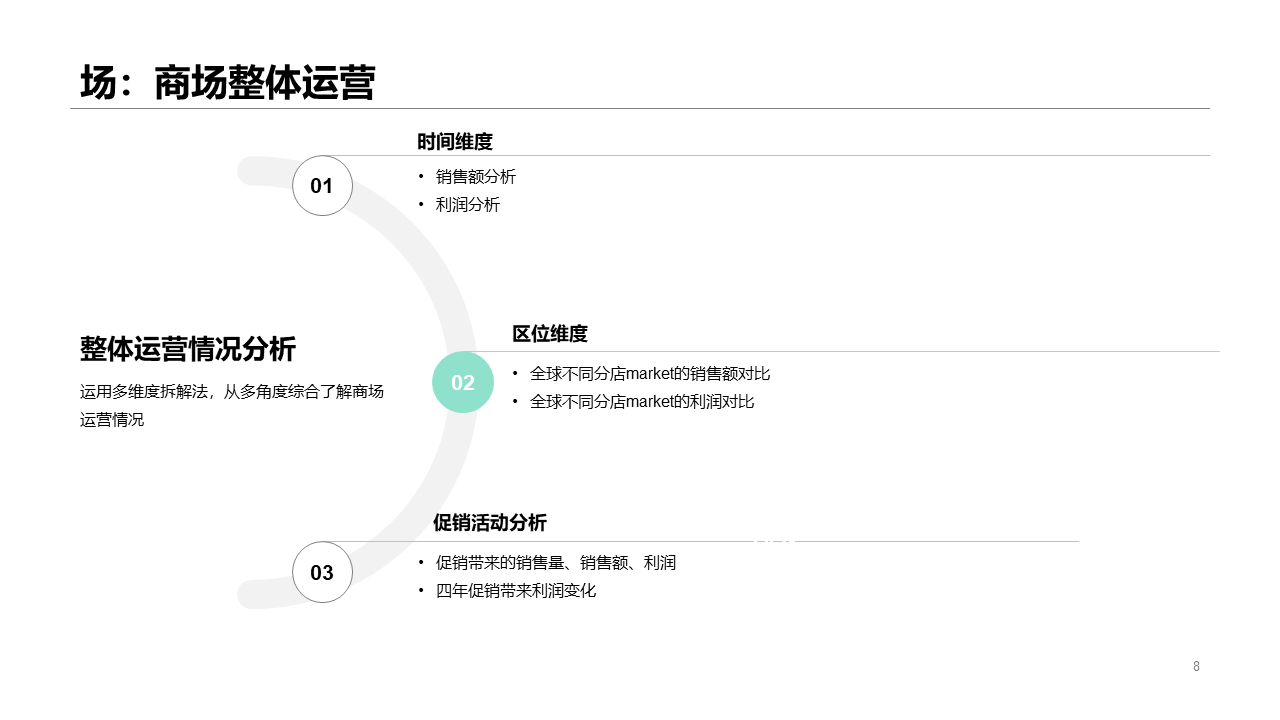 场：商场整体运营
时间维度
01
• 销售额分析
• 利润分析
区位维度
整体运营情况分析
02
• 全球不同分店market的销售额对比
运用多维度拆解法，从多角度综合了解商场
• 全球不同分店market的利润对比
运营情况
促销活动分析
03
• 促销带来的销售量、销售额、利润
• 四年促销带来利润变化
8